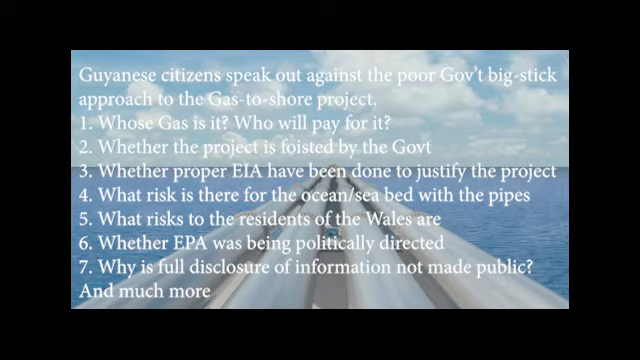 Guyanese citizens speak out against the poor Gov't big-stick
approach to the Gas-to-shore project.
1. Whose Gas is it? Who will pay for it?
2. Whether the project is foisted by the Govt
3. Whether proper EIA have been done to justify the project
4. What risk is there for the ocean/sea bed with the pipes
5. What risks to the residents of the Wales are
6. Whether EPA was being politically directed
7. Why is full disclosure of information not made public?
And much more